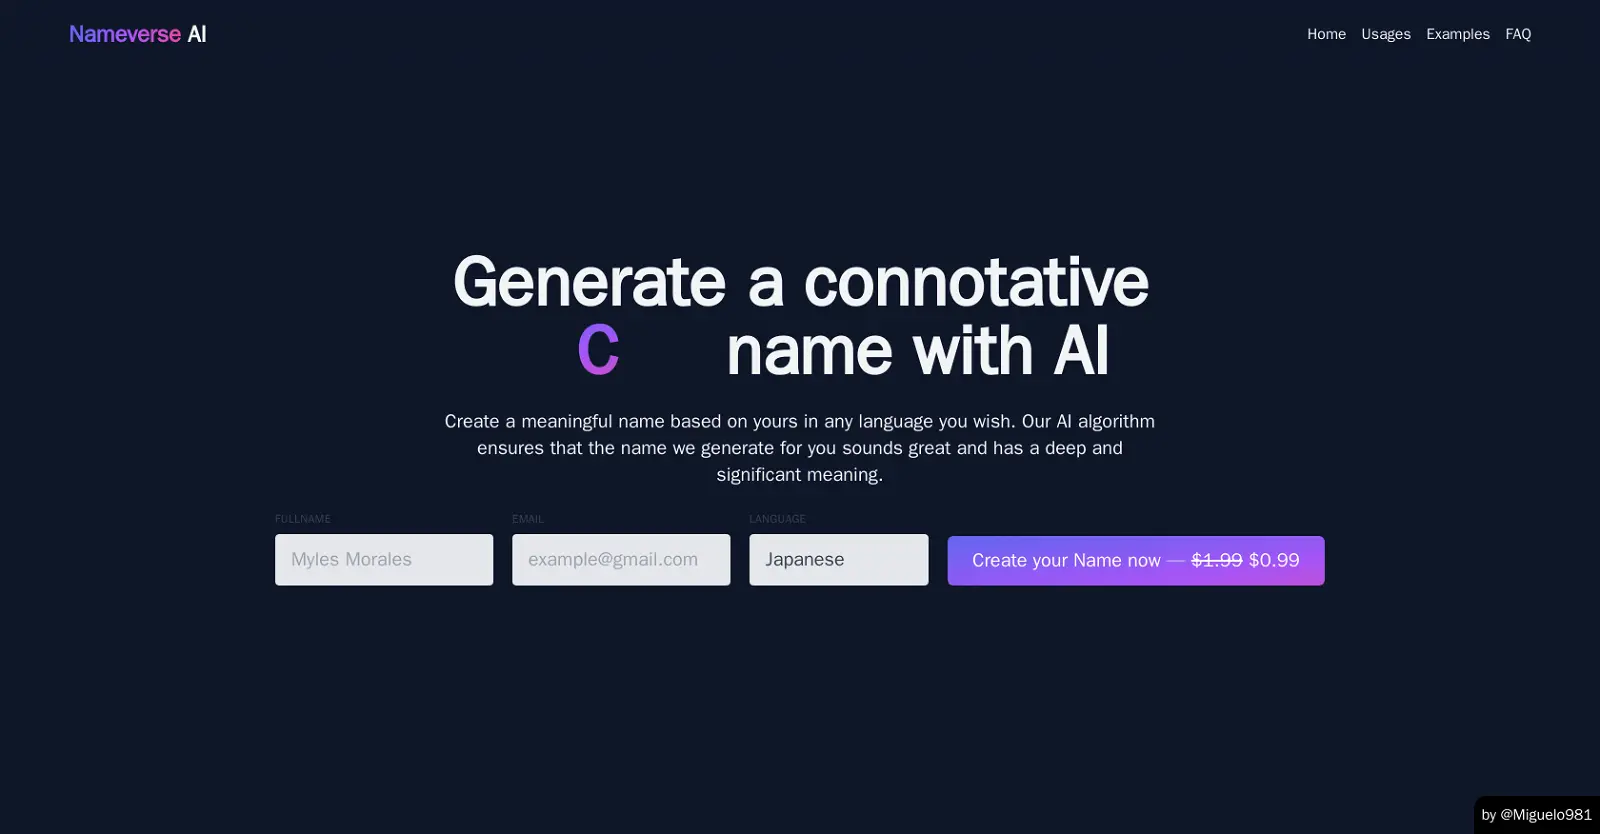 Nameverse AI
Home Usages Examples FAQ
Generate a connotative
C name with AI
Create a meaningful name based on yours in any language you wish. Our AI algorithm
ensures that the name we generate for you sounds great and has a deep and
significant meaning.
FULLNAME EMAIL LANGUAGE
Myles Morales example@gmail.com Japanese Create your Name now — $1.99 $0.99
by @Miguelo981